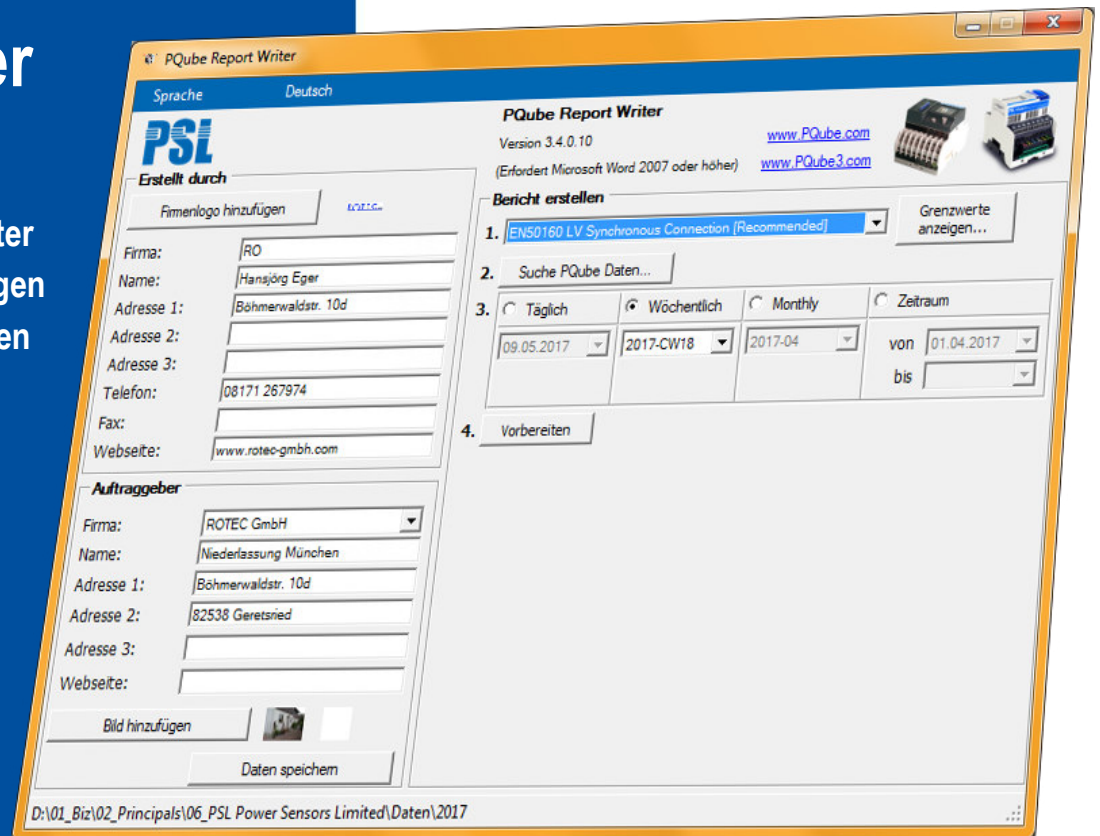 er
ter
gen
en
PQube Report Writer
Sprache Deutsch
PSL
PQube Report Writer
Version 3.4.0.10
(Erfordert Microsoft Word 2007 oder höher)
www.PQube.com
www.PQube3.com
Erstellt durch
Firmenlogo hinzufügen
Firma: RO
Name: Hansjörg Eger
Adresse 1: Böhmerwaldstr. 10d
Adresse 2:
Adresse 3:
Telefon: 08171 267974
Fax:
Webseite: www.rotec-gmbh.com
Auftraggeber
Firma: ROTEC GmbH
Name: Niederlassung München
Adresse 1: Böhmerwaldstr. 10d
Adresse 2: 82538 Geretsried
Adresse 3:
Webseite:
Bild hinzufügen
Daten speichern
Bericht erstellen
1. EN50160 LV Synchronous Connection [Recommended]
Grenzwerte
anzeigen...
2. Suche PQube Daten...
3. Täglich Wöchentlich Monthly Zeitraum
09.05.2017 2017-CW18 2017-04 von 01.04.2017
bis
4. Vorbereiten
D:\01_Biz\02_Principals\06_PSL Power Sensors Limited\Daten\2017